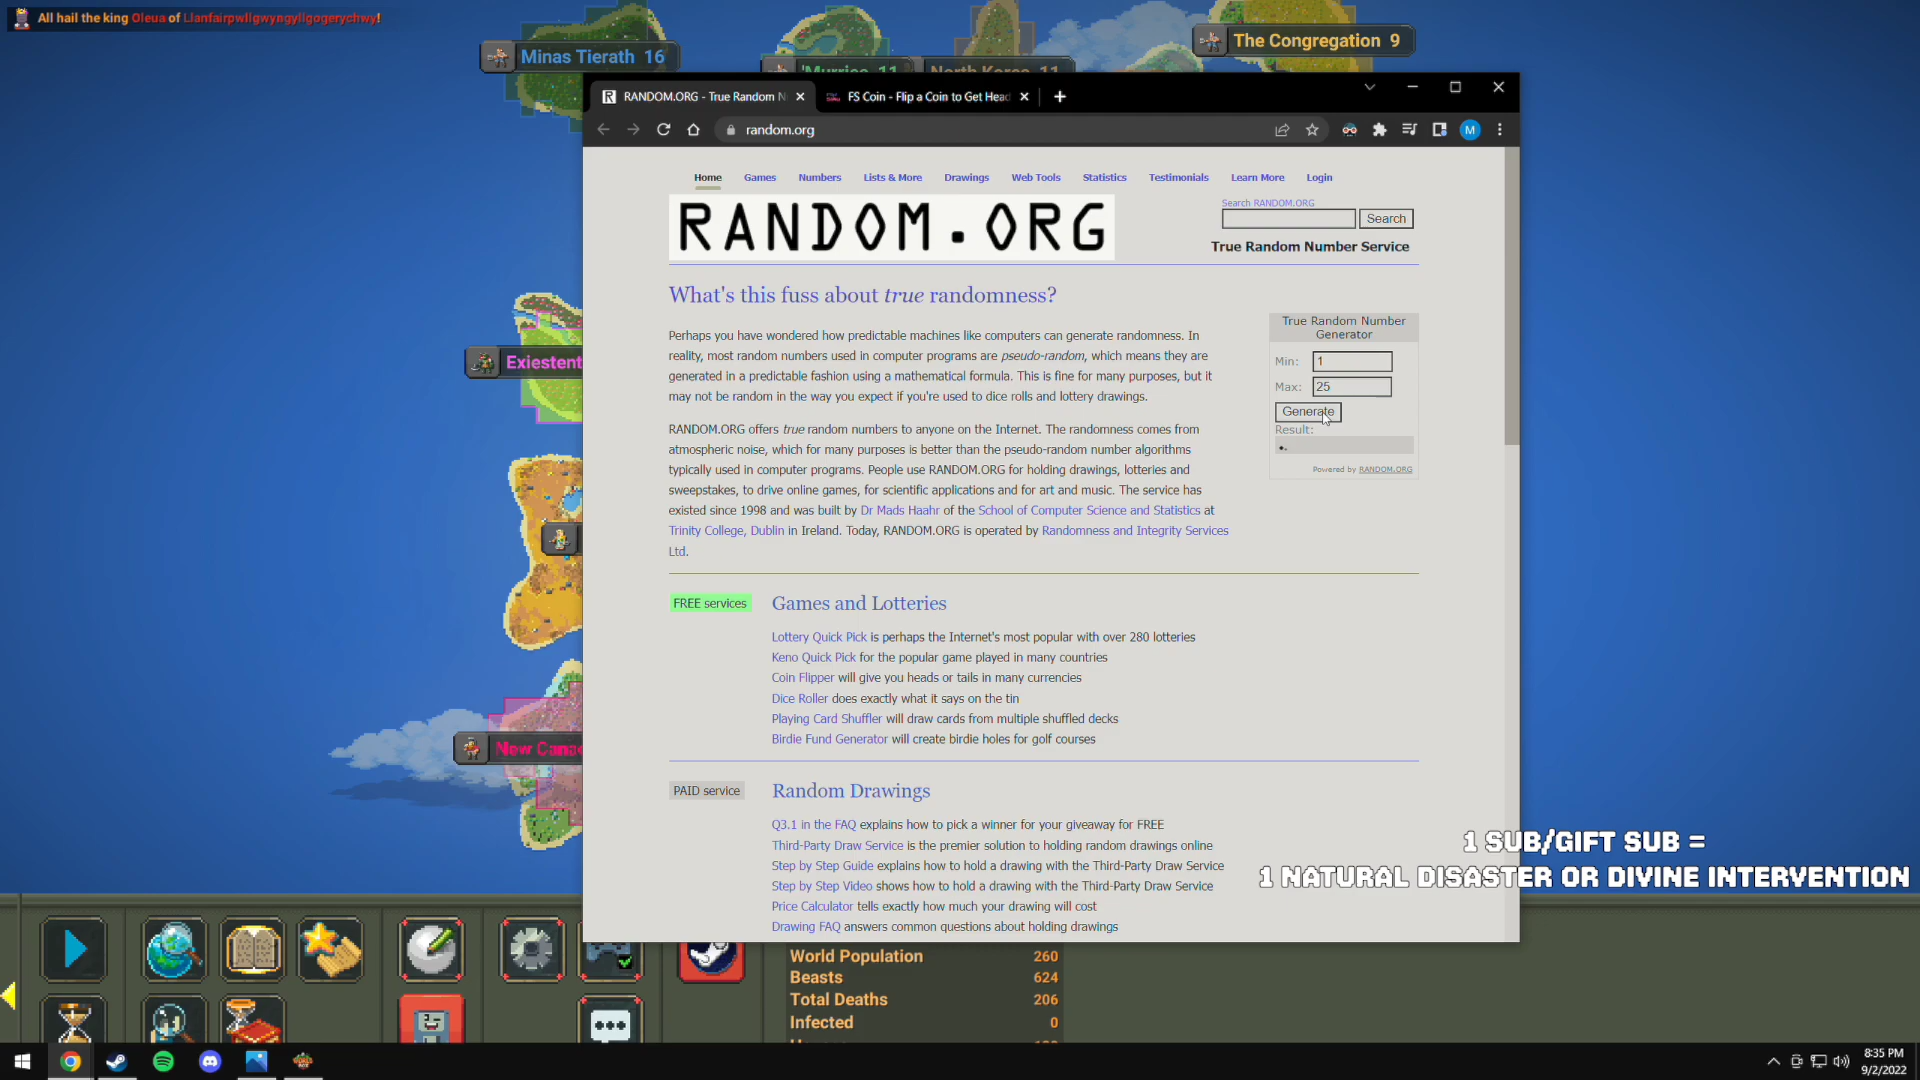 All hail the king Oleua of Llanfairpwllgwyngyllgogerychwy!
Minas Tierath 16
The Congregation 9
RANDOM.ORG - True Random N
FS Coin - Flip a Coin to Get Head
random.org
M
Home Games Numbers Lists & More Drawings Web Tools Statistics Testimonials Learn More Login
RANDOM.ORG
Search RANDOM.ORG
Search
True Random Number Service
What's this fuss about true randomness?
Perhaps you have wondered how predictable machines like computers can generate randomness. In
reality, most random numbers used in computer programs are pseudo-random, which means they are
generated in a predictable fashion using a mathematical formula. This is fine for many purposes, but it
may not be random in the way you expect if you're used to dice rolls and lottery drawings.
RANDOM.ORG offers true random numbers to anyone on the Internet. The randomness comes from
atmospheric noise, which for many purposes is better than the pseudo-random number algorithms
typically used in computer programs. People use RANDOM.ORG for holding drawings, lotteries and
sweepstakes, to drive online games, for scientific applications and for art and music. The service has
existed since 1998 and was built by Dr Mads Haahr of the School of Computer Science and Statistics at
Trinity College, Dublin in Ireland. Today, RANDOM.ORG is operated by Randomness and Integrity Services
Ltd.
True Random Number
Generator
Min: 1
Max: 25
Generate
Result:
Powered by RANDOM.ORG
Exiestent
New Cana
FREE services
Games and Lotteries
Lottery Quick Pick is perhaps the Internet's most popular with over 280 lotteries
Keno Quick Pick for the popular game played in many countries
Coin Flipper will give you heads or tails in many currencies
Dice Roller does exactly what it says on the tin
Playing Card Shuffler will draw cards from multiple shuffled decks
Birdie Fund Generator will create birdie holes for golf courses
PAID service
Random Drawings
Q3.1 in the FAQ explains how to pick a winner for your giveaway for FREE
Third-Party Draw Service is the premier solution to holding random drawings online
Step by Step Guide explains how to hold a drawing with the Third-Party Draw Service
Step by Step Video shows how to hold a drawing with the Third-Party Draw Service
Price Calculator tells exactly how much your drawing will cost
Drawing FAQ answers common questions about holding drawings
1 SUB/GIFT SUB =
1 NATURAL DISASTER OR DIVINE INTERVENTION
World Population 260
Beasts 624
Total Deaths 206
Infected 0
8:35 PM
9/2/2022